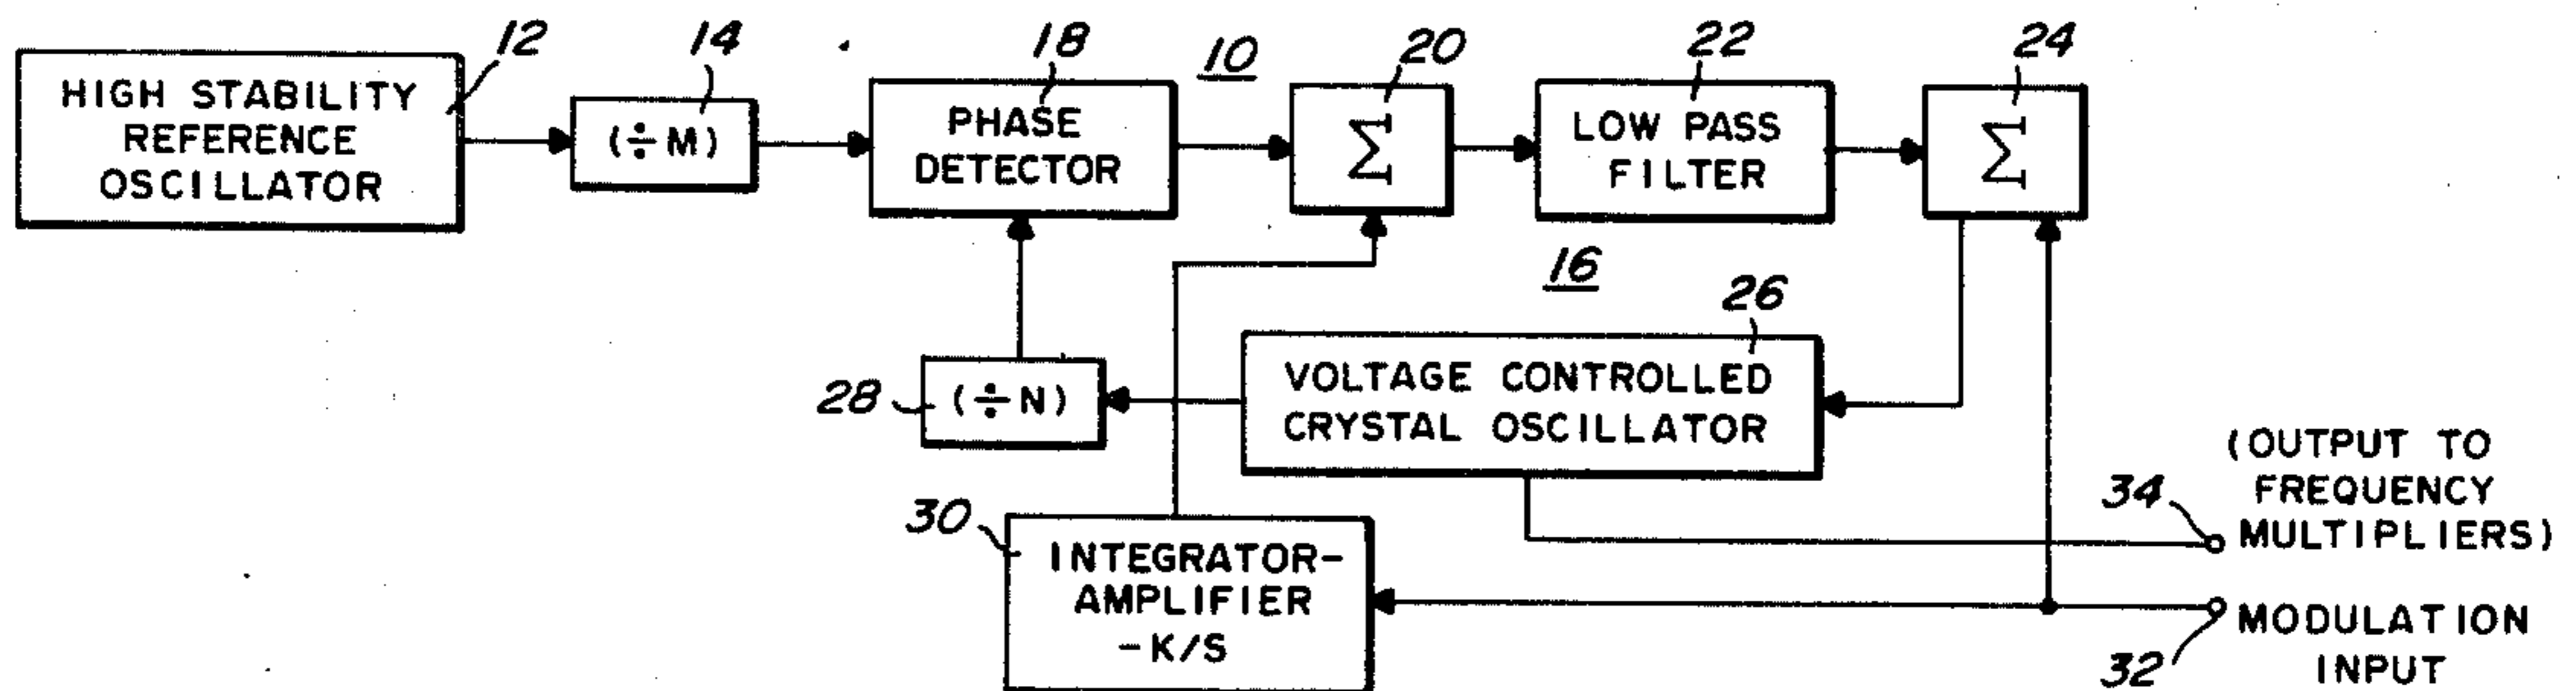 12
14
18
10
20
22
24
HIGH STABILITY
REFERENCE
OSCILLATOR
(÷M)
PHASE
DETECTOR
Σ
LOW PASS
FILTER
Σ
16
26
28
(÷N)
VOLTAGE CONTROLLED
CRYSTAL OSCILLATOR
(OUTPUT TO
FREQUENCY
MULTIPLIERS)
34
30
INTEGRATOR-
AMPLIFIER
-K/S
MODULATION
INPUT
32